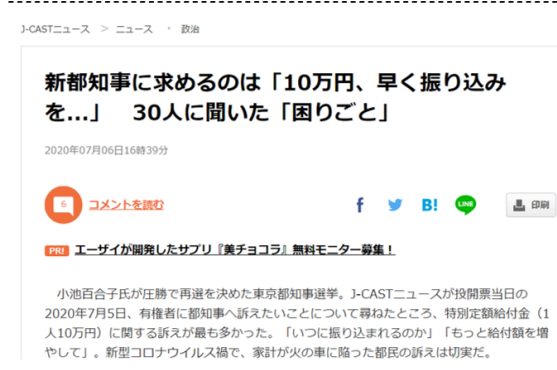 J-CASTニュース > ニュース ・ 政治
新都知事に求めるのは「10万円、早く振り込み
を...」 30人に聞いた「困りごと」
2020年07月06日16時39分
6 コメントを読む f B! LINE 印刷
PR! エーザイが開発したサプリ『美チョコラ』無料モニター募集！
小池百合子氏が圧勝で再選を決めた東京都知事選挙。J-CASTニュースが投開票当日の
2020年7月5日、有権者に都知事へ訴えたいことについて尋ねたところ、特別定額給付金（1
人10万円）に関する訴えが最も多かった。「いつに振り込まれるのか」「もっと給付額を増
やして」。新型コロナウイルス禍で、家計が火の車に陥った都民の訴えは切実だ。